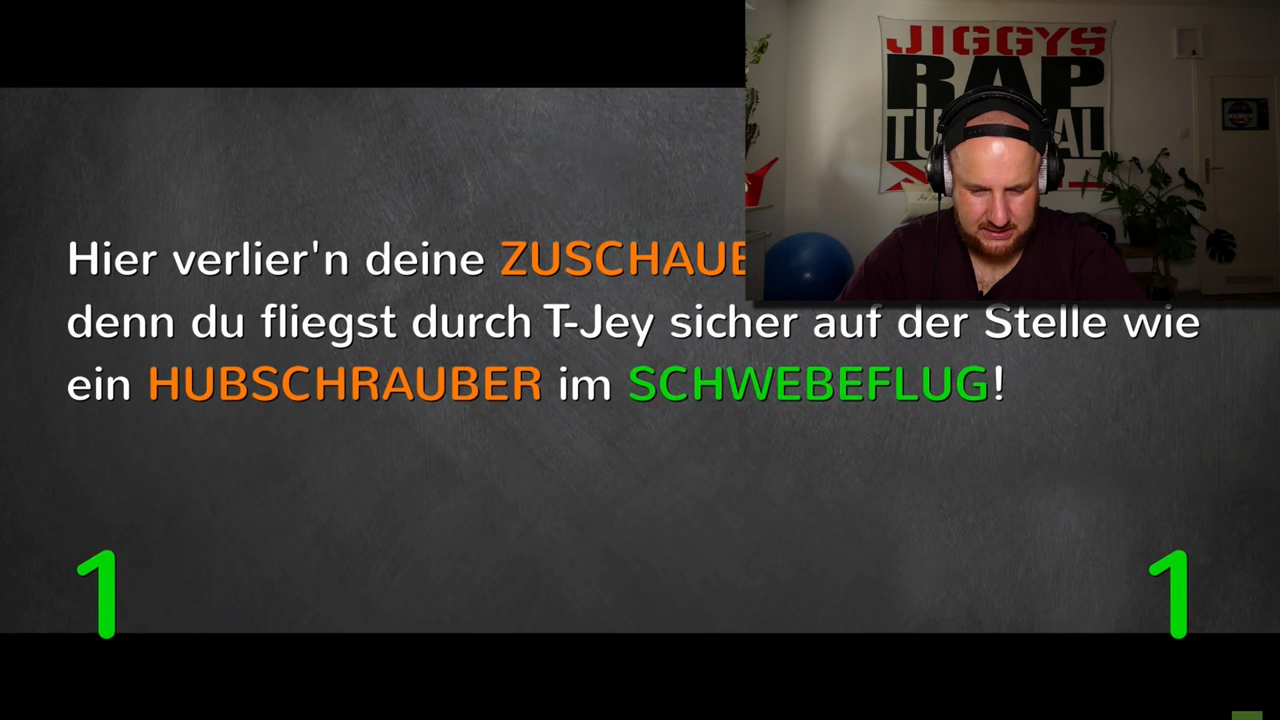 JIGGYS
RAP
Hier verlier'n deine
denn du fliegst durch T-Jey sicher auf der Stelle wie
ein HUBSCHRAUBER im SCHWEBEFLUG!
1 1